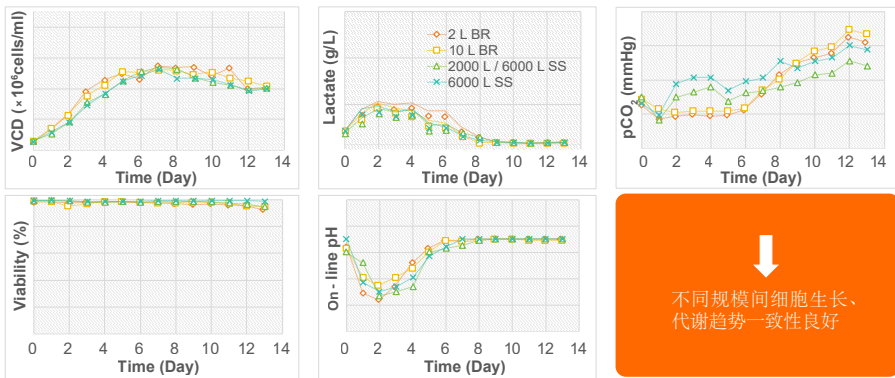 VCD (×10⁶cells/ml)
0 2 4 6 8 10 12 14
Time (Day)
Lactate (g/L)
2 L BR
10 L BR
2000 L / 6000 L SS
6000 L SS
0 2 4 6 8 10 12 14
Time (Day)
pCO₂ (mmHg)
0 2 4 6 8 10 12 14
Time (Day)
Viability (%)
0 2 4 6 8 10 12 14
Time (Day)
On - line pH
0 2 4 6 8 10 12 14
Time (Day)
不同规模间细胞生长、
代谢趋势一致性良好